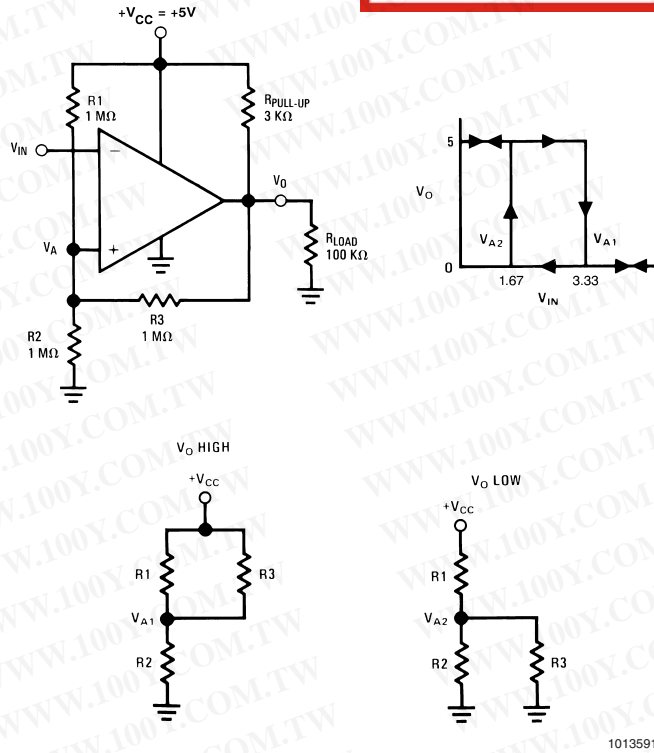 +VCC = +5V
R1
1 MΩ
RPULL-UP
3 KΩ
VIN
−
VA
+
VO
RLOAD
100 KΩ
R3
1 MΩ
R2
1 MΩ
5
VO
VA2
VA1
0
1.67
3.33
VIN
VO HIGH
+VCC
R1
R3
VA1
R2
VO LOW
+VCC
R1
VA2
R2
R3
1013591
WWW.100Y.COM.TW